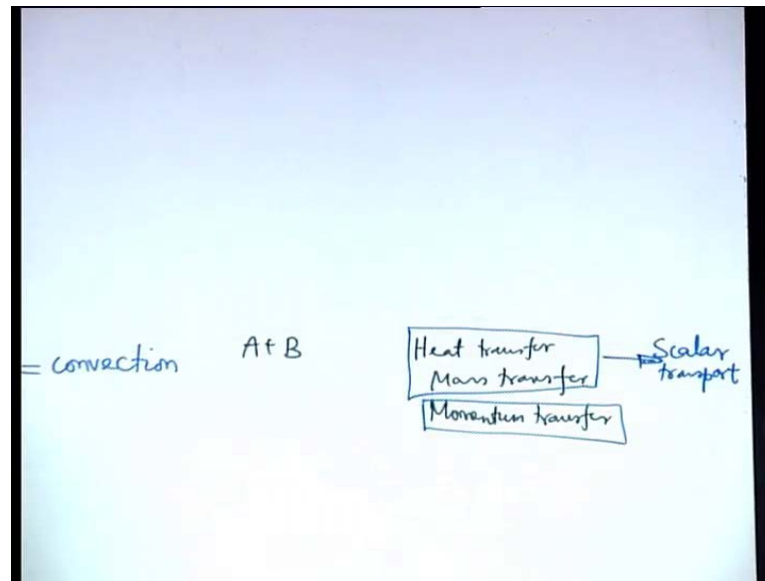 = convection
A + B
Heat transfer
Mass transfer
Momentum transfer
Scalar
transport